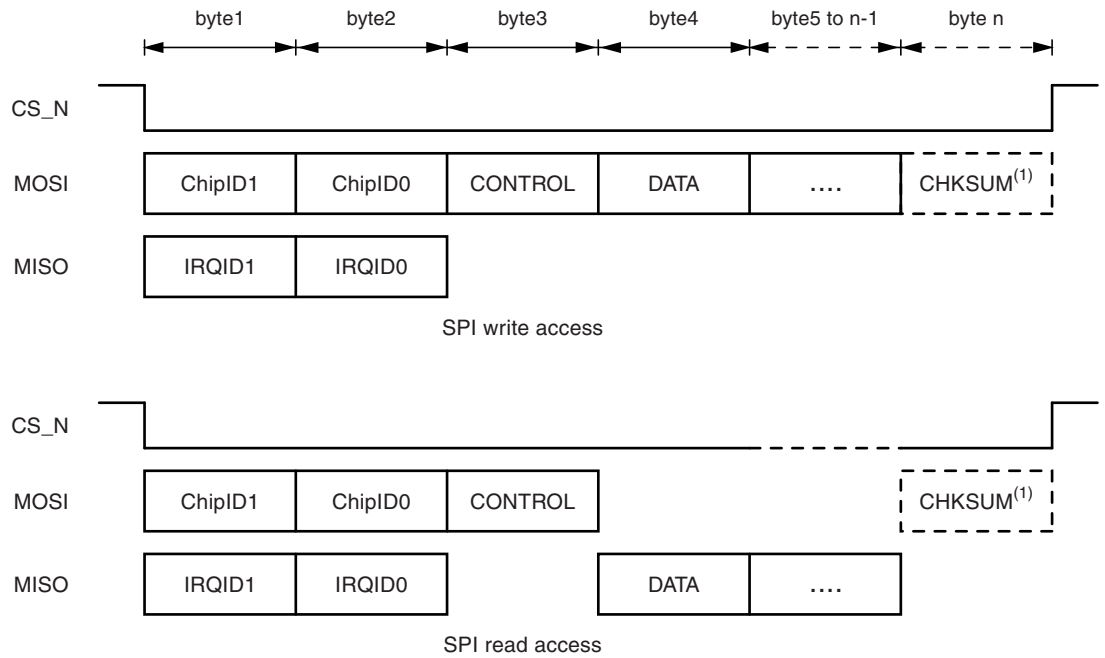 byte1 byte2 byte3 byte4 byte5 to n-1 byte n
CS_N
MOSI ChipID1 ChipID0 CONTROL DATA .... CHKSUM(1)
MISO IRQID1 IRQID0
SPI write access
CS_N
MOSI ChipID1 ChipID0 CONTROL CHKSUM(1)
MISO IRQID1 IRQID0 DATA ....
SPI read access